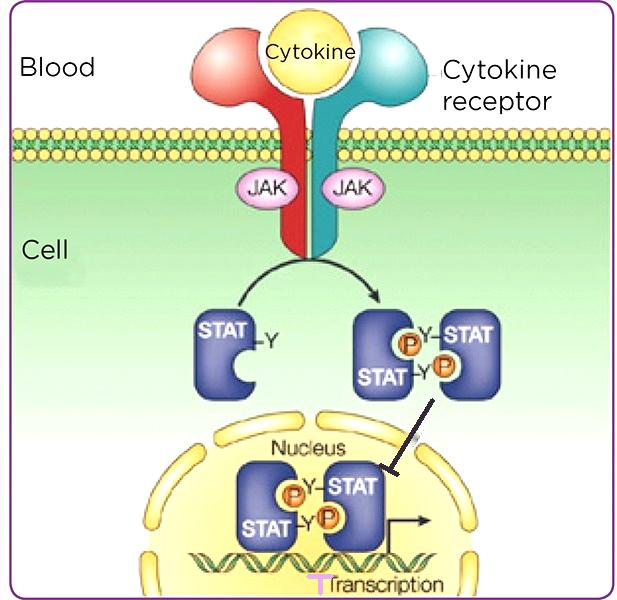 Cytokine
Blood
Cytokine
receptor
JAK
JAK
Cell
STAT
Y
P
Y
STAT
STAT
Y
P
Nucleus
P
Y
STAT
STAT
Y
P
Transcription